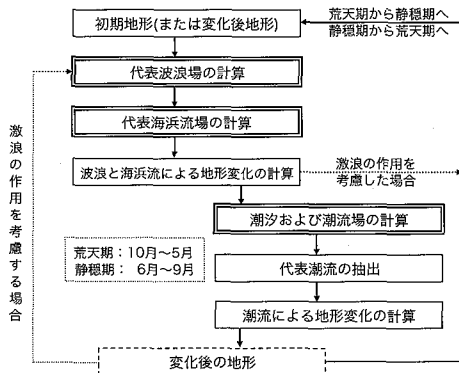 初期地形(または変化後地形)
荒天期から静穏期へ
静穏期から荒天期へ
代表波浪場の計算
代表海浜流場の計算
波浪と海浜流による地形変化の計算
激浪の作用を
考慮した場合
激浪の作用を考慮する場合
潮汐および潮流場の計算
荒天期：10月〜5月
静穏期： 6月〜9月
代表潮流の抽出
潮流による地形変化の計算
変化後の地形